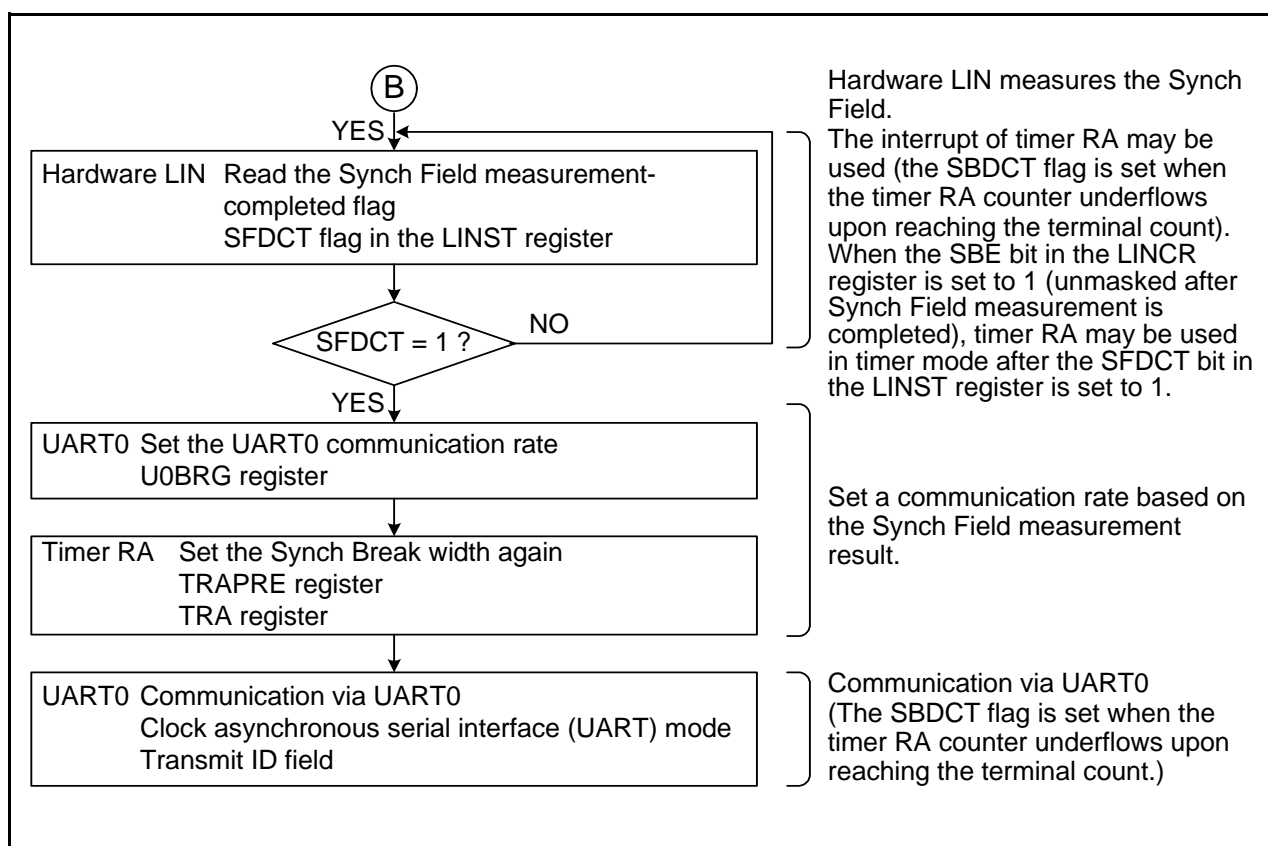 B
YES
Hardware LIN Read the Synch Field measurement-
completed flag
SFDCT flag in the LINST register
SFDCT = 1 ?
NO
Hardware LIN measures the Synch
Field.
The interrupt of timer RA may be
used (the SBDCT flag is set when
the timer RA counter underflows
upon reaching the terminal count).
When the SBE bit in the LINCR
register is set to 1 (unmasked after
Synch Field measurement is
completed), timer RA may be used
in timer mode after the SFDCT bit in
the LINST register is set to 1.
YES
UART0 Set the UART0 communication rate
U0BRG register
Timer RA Set the Synch Break width again
TRAPRE register
TRA register
Set a communication rate based on
the Synch Field measurement
result.
UART0 Communication via UART0
Clock asynchronous serial interface (UART) mode
Transmit ID field
Communication via UART0
(The SBDCT flag is set when the
timer RA counter underflows upon
reaching the terminal count.)